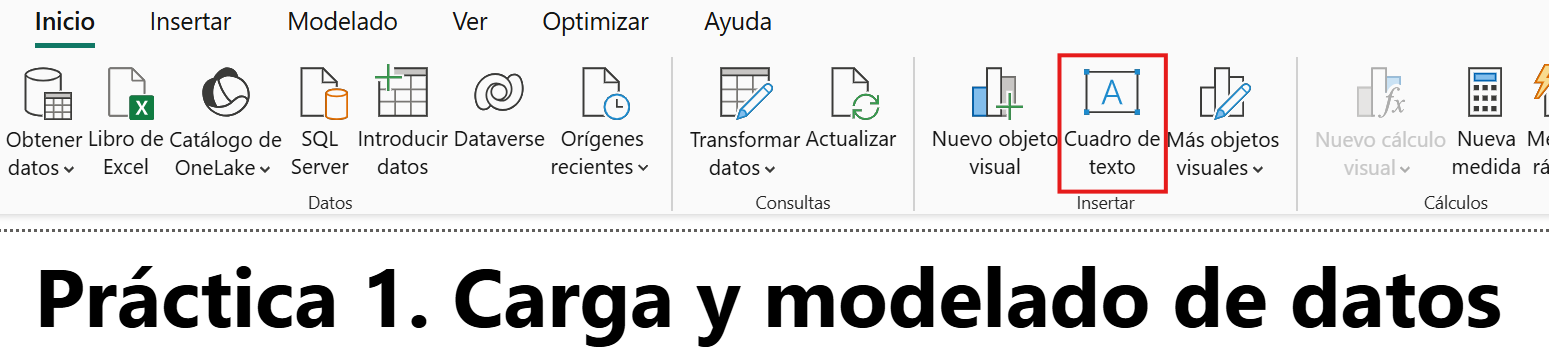 Inicio Insertar Modelado Ver Optimizar Ayuda
Obtener datos
Libro de Excel
Catálogo de OneLake
SQL Server
Introducir datos
Dataverse
Orígenes recientes
Datos
Transformar datos
Actualizar
Consultas
Nuevo objeto visual
A
Cuadro de texto
Más objetos visuales
Insertar
fx
Nuevo cálculo visual
Nueva medida
Cálculos
Práctica 1. Carga y modelado de datos